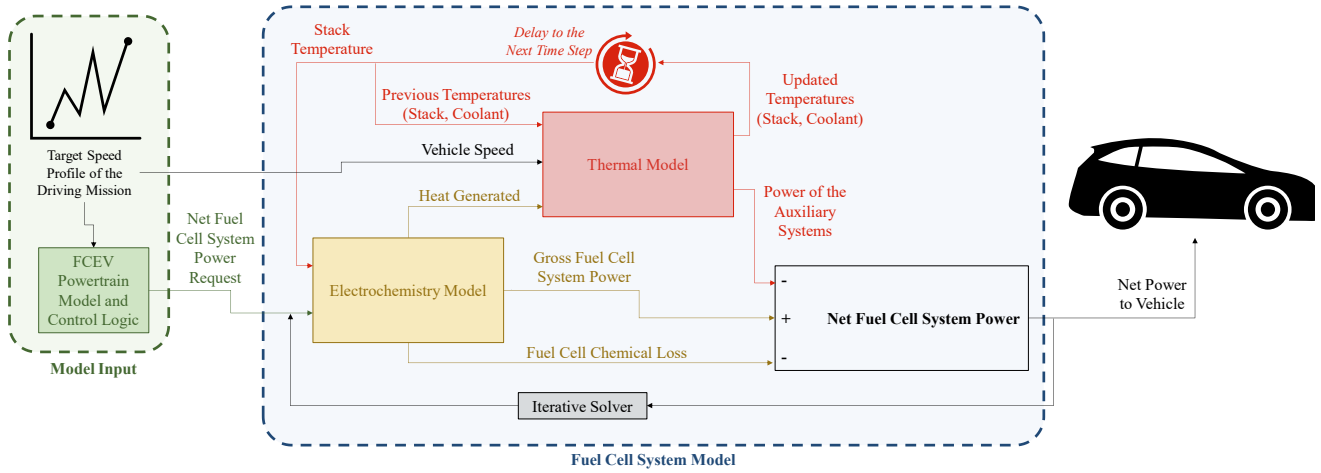 Stack
Temperature
Delay to the
Next Time Step
Previous Temperatures
(Stack, Coolant)
Updated
Temperatures
(Stack, Coolant)
Target Speed
Profile of the
Driving Mission
Vehicle Speed
Thermal Model
Heat Generated
Power of the
Auxiliary
Systems
Net Fuel
Cell System
Power
Request
FCEV
Powertrain
Model and
Control Logic
Electrochemistry Model
Gross Fuel Cell
System Power
-
+
-
Net Fuel Cell System Power
Net Power
to Vehicle
Fuel Cell Chemical Loss
Model Input
Iterative Solver
Fuel Cell System Model